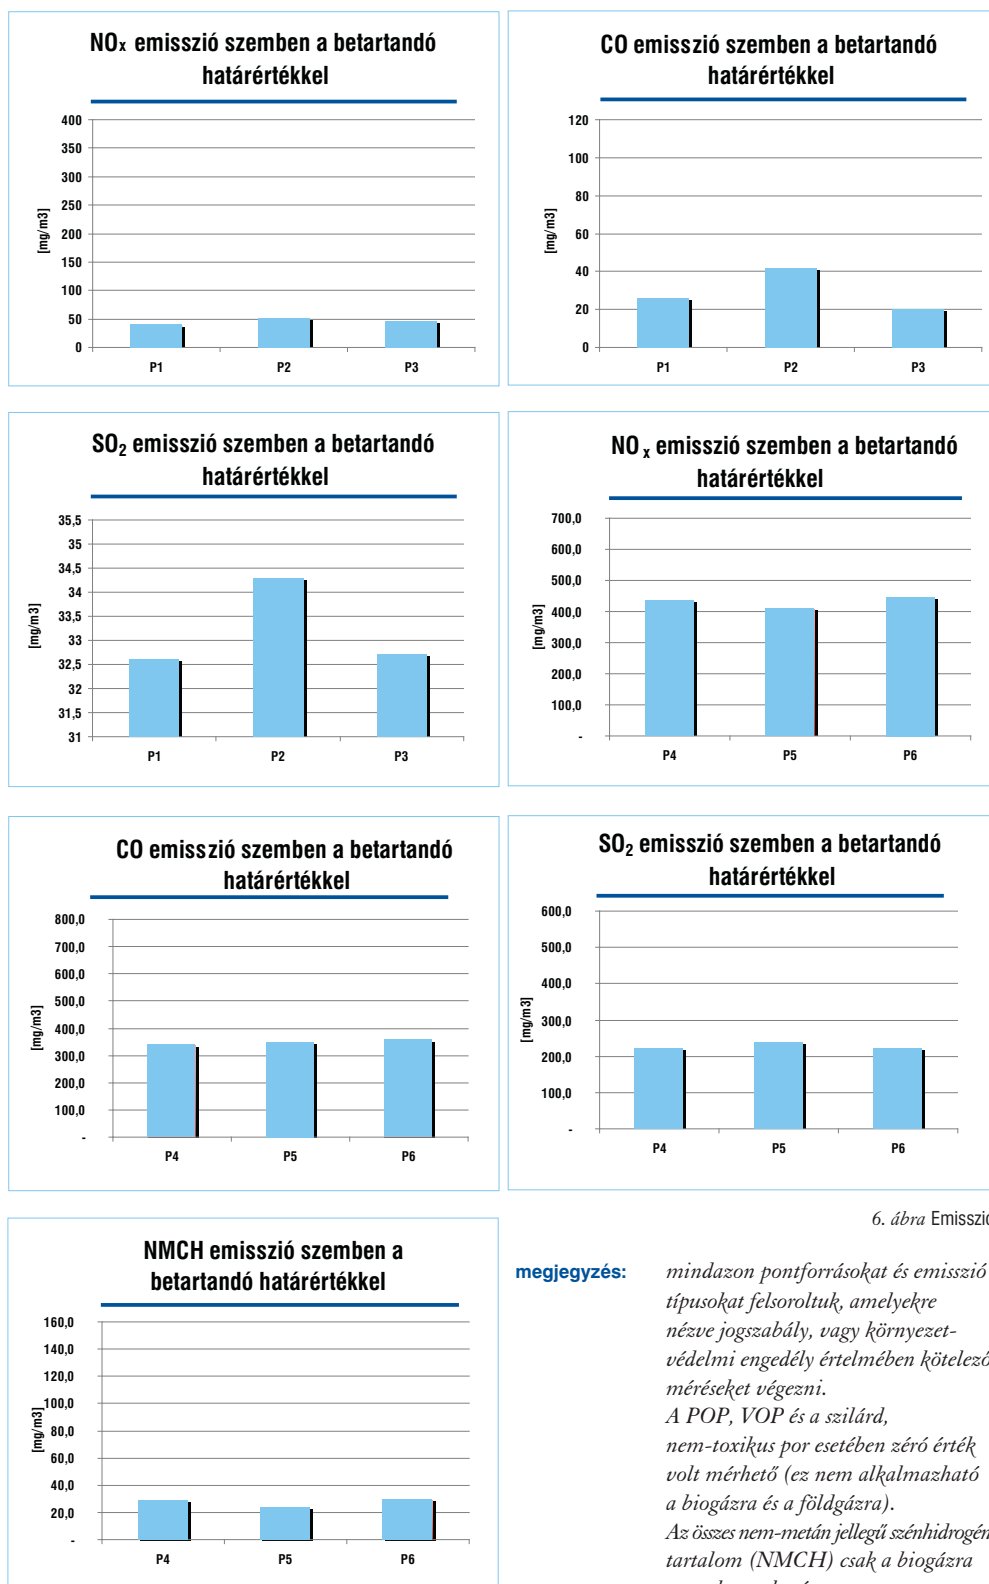 NOx emisszió szemben a betartandó
határértékkel
400
350
300
250
200
150
100
50
0
[mg/m3]
P1 P2 P3
CO emisszió szemben a betartandó
határértékkel
120
100
80
60
40
20
0
[mg/m3]
P1 P2 P3
SO2 emisszió szemben a betartandó
határértékkel
35,5
35
34,5
34
33,5
33
32,5
32
31,5
31
[mg/m3]
P1 P2 P3
NOx emisszió szemben a betartandó
határértékkel
700,0
600,0
500,0
400,0
300,0
200,0
100,0
-
[mg/m3]
P4 P5 P6
CO emisszió szemben a betartandó
határértékkel
800,0
700,0
600,0
500,0
400,0
300,0
200,0
100,0
-
[mg/m3]
P4 P5 P6
SO2 emisszió szemben a betartandó
határértékkel
600,0
500,0
400,0
300,0
200,0
100,0
-
[mg/m3]
P4 P5 P6
6. ábra
NMCH emisszió szemben a
betartandó határértékkel
160,0
140,0
120,0
100,0
80,0
60,0
40,0
20,0
-
[mg/m3]
P4 P5 P6
megjegyzés: mindazon pontforrásokat és emisszió
típusokat felsoroltuk, amelyekre
nézve jogszabály, vagy környezet-
védelmi engedély értelmében kötelező
méréseket végezni.
A POP, VOP és a szilárd,
nem-toxikus por esetében zéró érték
volt mérhető (ez nem alkalmazható
a biogázra és a földgázra).
Az összes nem-metán jellegű szénhidrogén
tartalom (NMCH) csak a biogázra